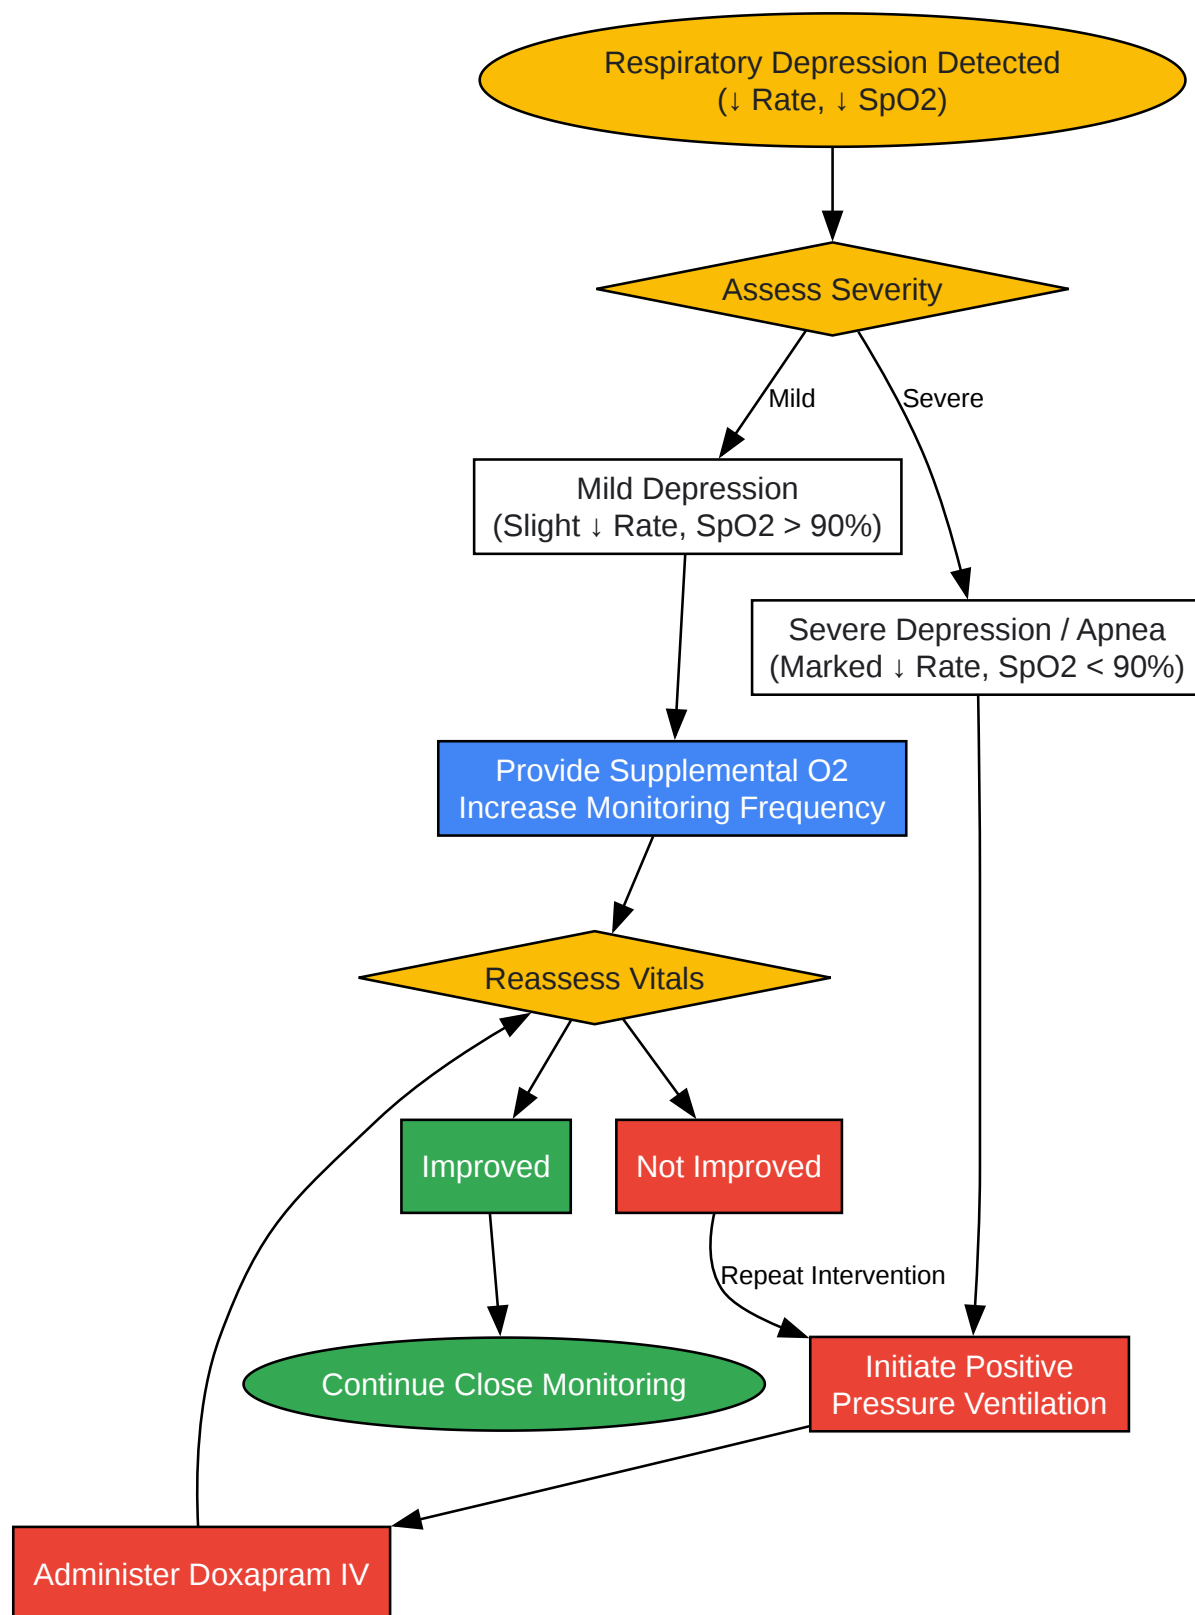 Respiratory Depression Detected
(↓ Rate, ↓ SpO2)
Assess Severity
Mild
Severe
Mild Depression
(Slight ↓ Rate, SpO2 > 90%)
Severe Depression / Apnea
(Marked ↓ Rate, SpO2 < 90%)
Provide Supplemental O2
Increase Monitoring Frequency
Reassess Vitals
Improved
Not Improved
Repeat Intervention
Continue Close Monitoring
Initiate Positive
Pressure Ventilation
Administer Doxapram IV